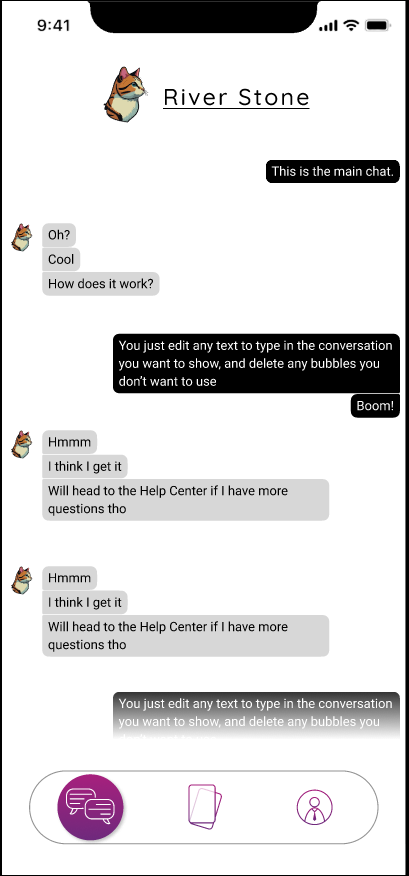 9:41
River Stone
This is the main chat.
Oh?
Cool
How does it work?
You just edit any text to type in the conversation
you want to show, and delete any bubbles you
don't want to use
Boom!
Hmmm
I think I get it
Will head to the Help Center if I have more
questions tho
Hmmm
I think I get it
Will head to the Help Center if I have more
questions tho
You just edit any text to type in the conversation
you want to show, and delete any bubbles you